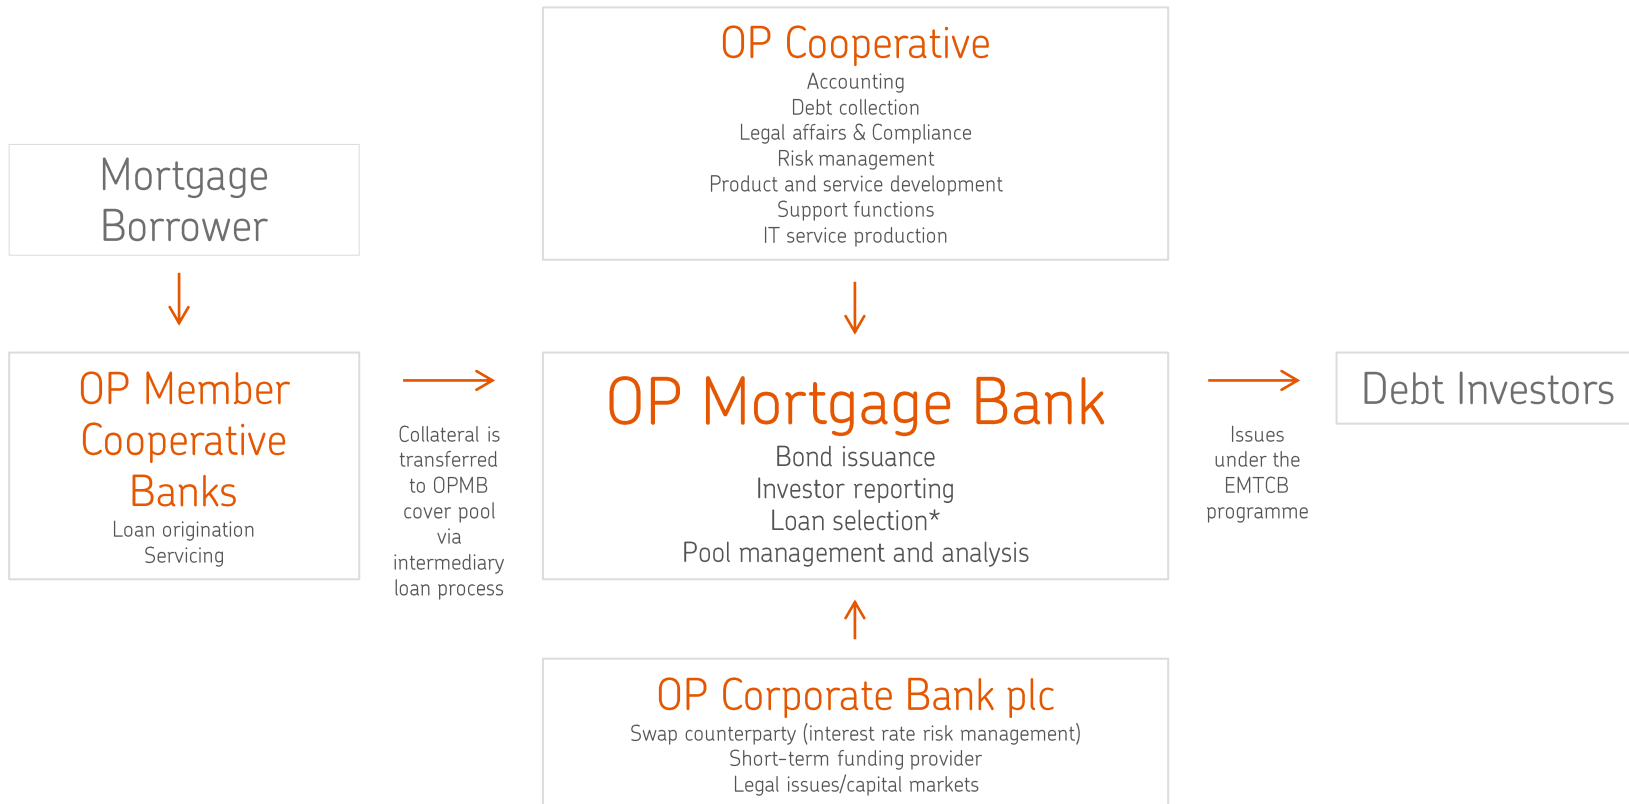 OP Cooperative
Accounting
Debt collection
Legal affairs & Compliance
Risk management
Product and service development
Support functions
IT service production
Mortgage
Borrower
OP Member
Cooperative
Banks
Loan origination
Servicing
Collateral is
transferred
to OPMB
cover pool
via
intermediary
loan process
OP Mortgage Bank
Bond issuance
Investor reporting
Loan selection*
Pool management and analysis
Issues
under the
EMTCB
programme
Debt Investors
OP Corporate Bank plc
Swap counterparty (interest rate risk management)
Short-term funding provider
Legal issues/capital markets